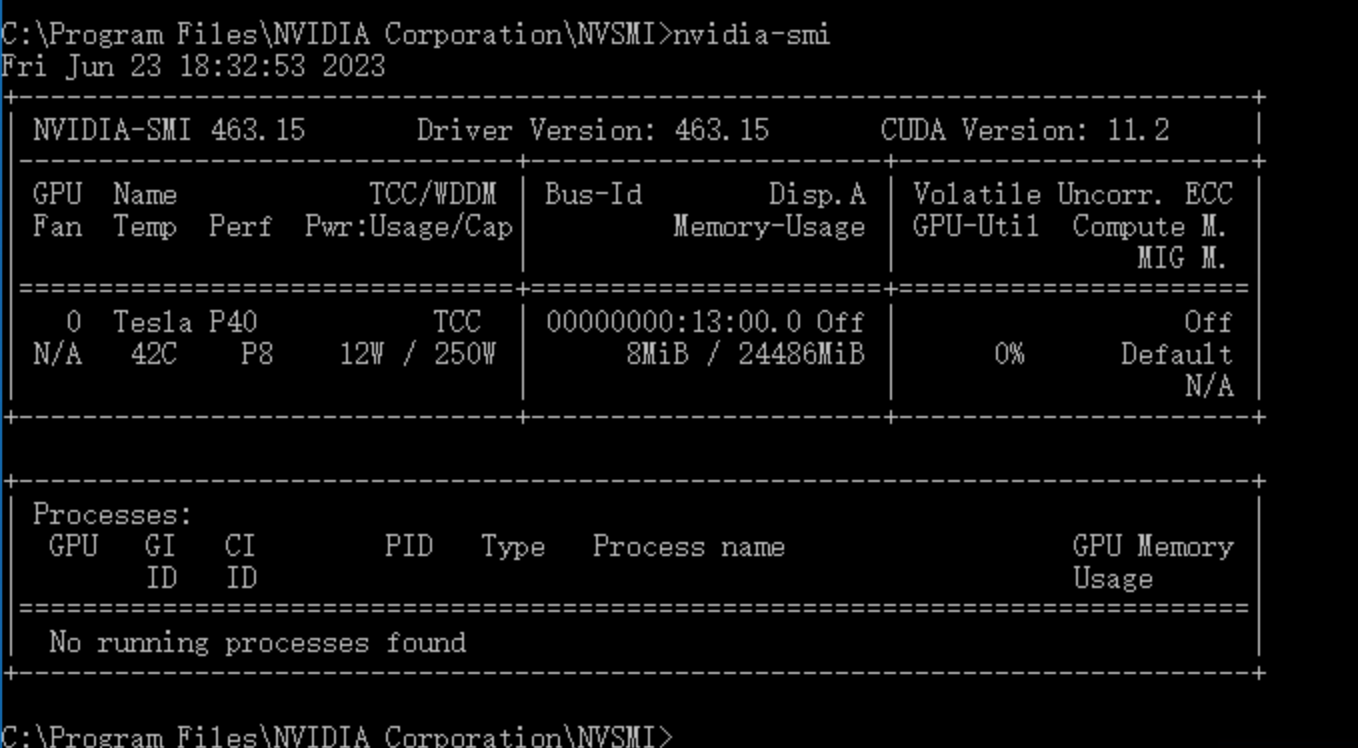 C:\Program Files\NVIDIA Corporation\NVSMI>nvidia-smi
Fri Jun 23 18:32:53 2023
NVIDIA-SMI 463.15 Driver Version: 463.15 CUDA Version: 11.2
GPU Name TCC/WDDM Bus-Id Disp.A Volatile Uncorr. ECC
Fan Temp Perf Pwr:Usage/Cap Memory-Usage GPU-Util Compute M.
MIG M.
0 Tesla P40 TCC 00000000:13:00.0 Off Off
N/A 42C P8 12W / 250W 8MiB / 24486MiB 0% Default
N/A
Processes:
GPU GI CI PID Type Process name GPU Memory
ID ID Usage
No running processes found
C:\Program Files\NVIDIA Corporation\NVSMI>